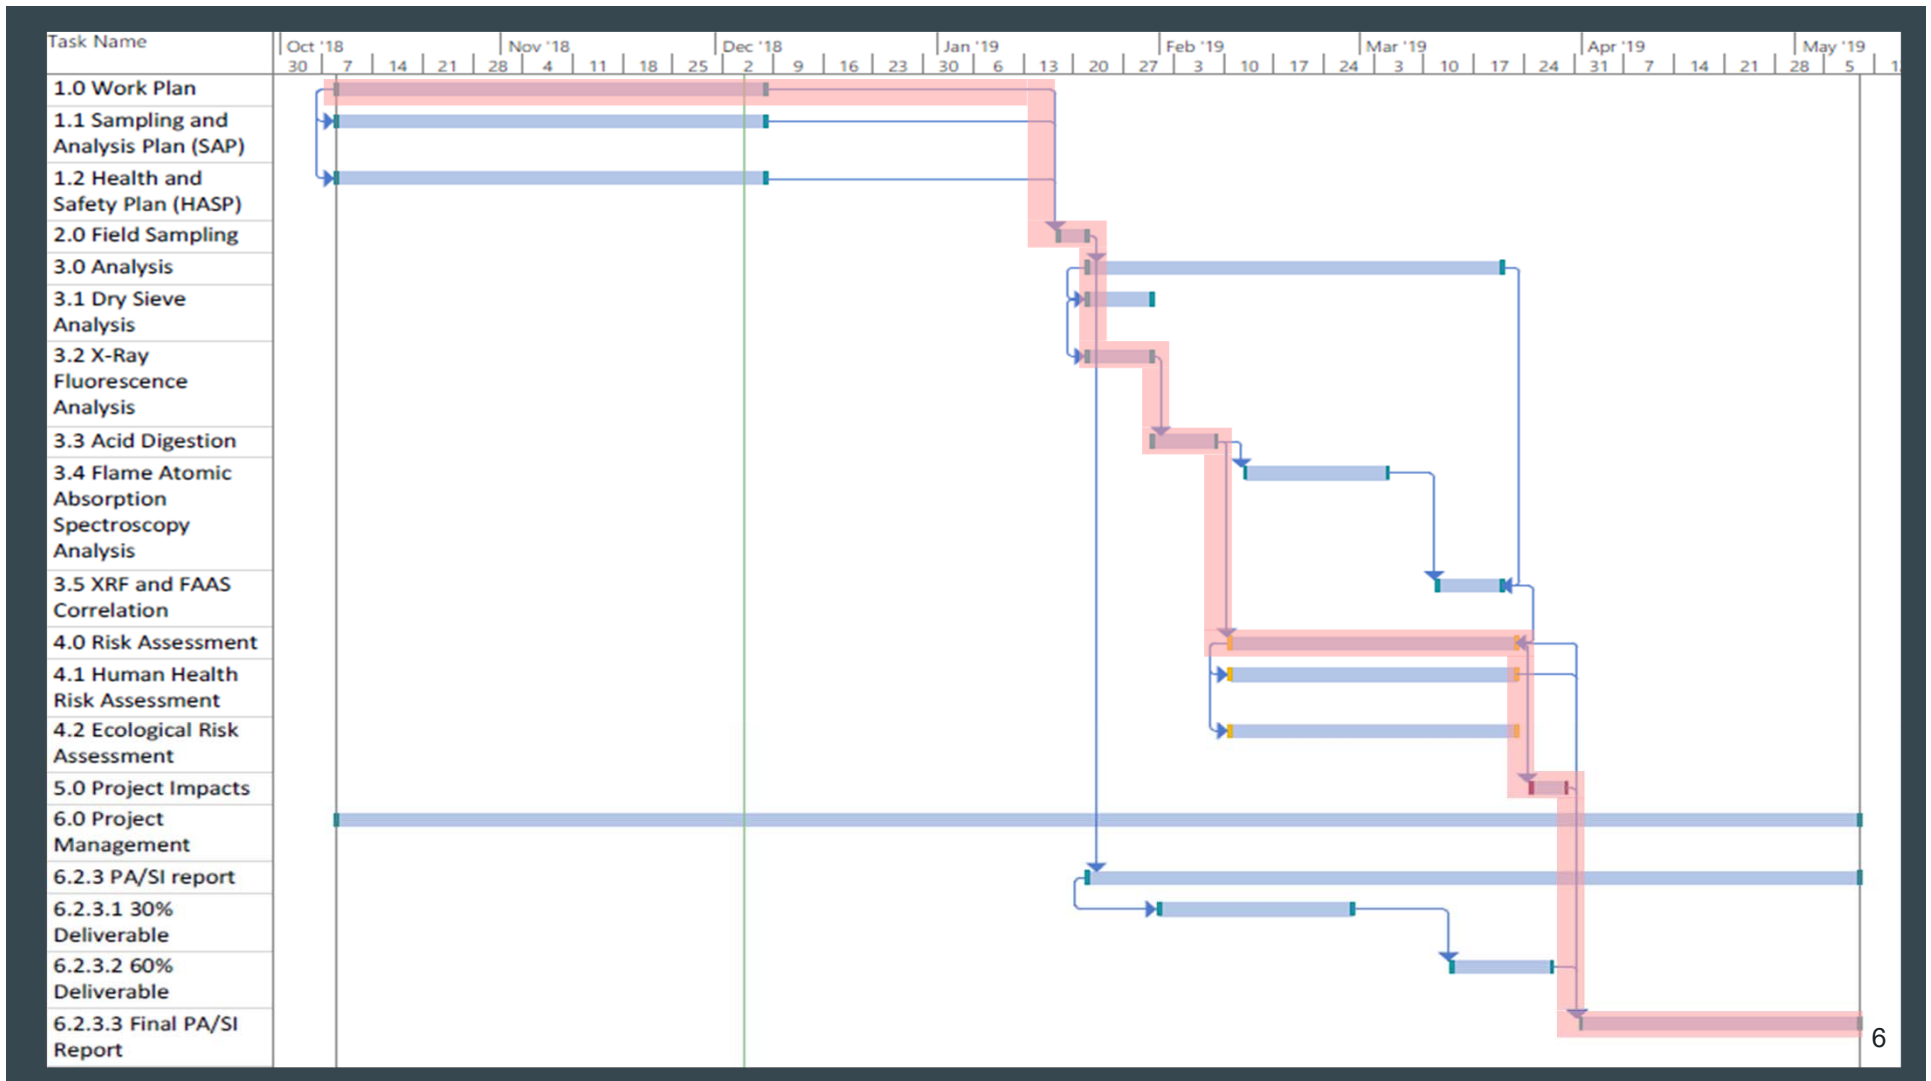 Task Name
Oct '18 Nov '18 Dec '18 Jan '19 Feb '19 Mar '19 Apr '19 May '19
30 7 14 21 28 4 11 18 25 2 9 16 23 30 6 13 20 27 3 10 17 24 3 10 17 24 31 7 14 21 28 5
1.0 Work Plan
1.1 Sampling and
Analysis Plan (SAP)
1.2 Health and
Safety Plan (HASP)
2.0 Field Sampling
3.0 Analysis
3.1 Dry Sieve
Analysis
3.2 X-Ray
Fluorescence
Analysis
3.3 Acid Digestion
3.4 Flame Atomic
Absorption
Spectroscopy
Analysis
3.5 XRF and FAAS
Correlation
4.0 Risk Assessment
4.1 Human Health
Risk Assessment
4.2 Ecological Risk
Assessment
5.0 Project Impacts
6.0 Project
Management
6.2.3 PA/SI report
6.2.3.1 30%
Deliverable
6.2.3.2 60%
Deliverable
6.2.3.3 Final PA/SI
Report
6